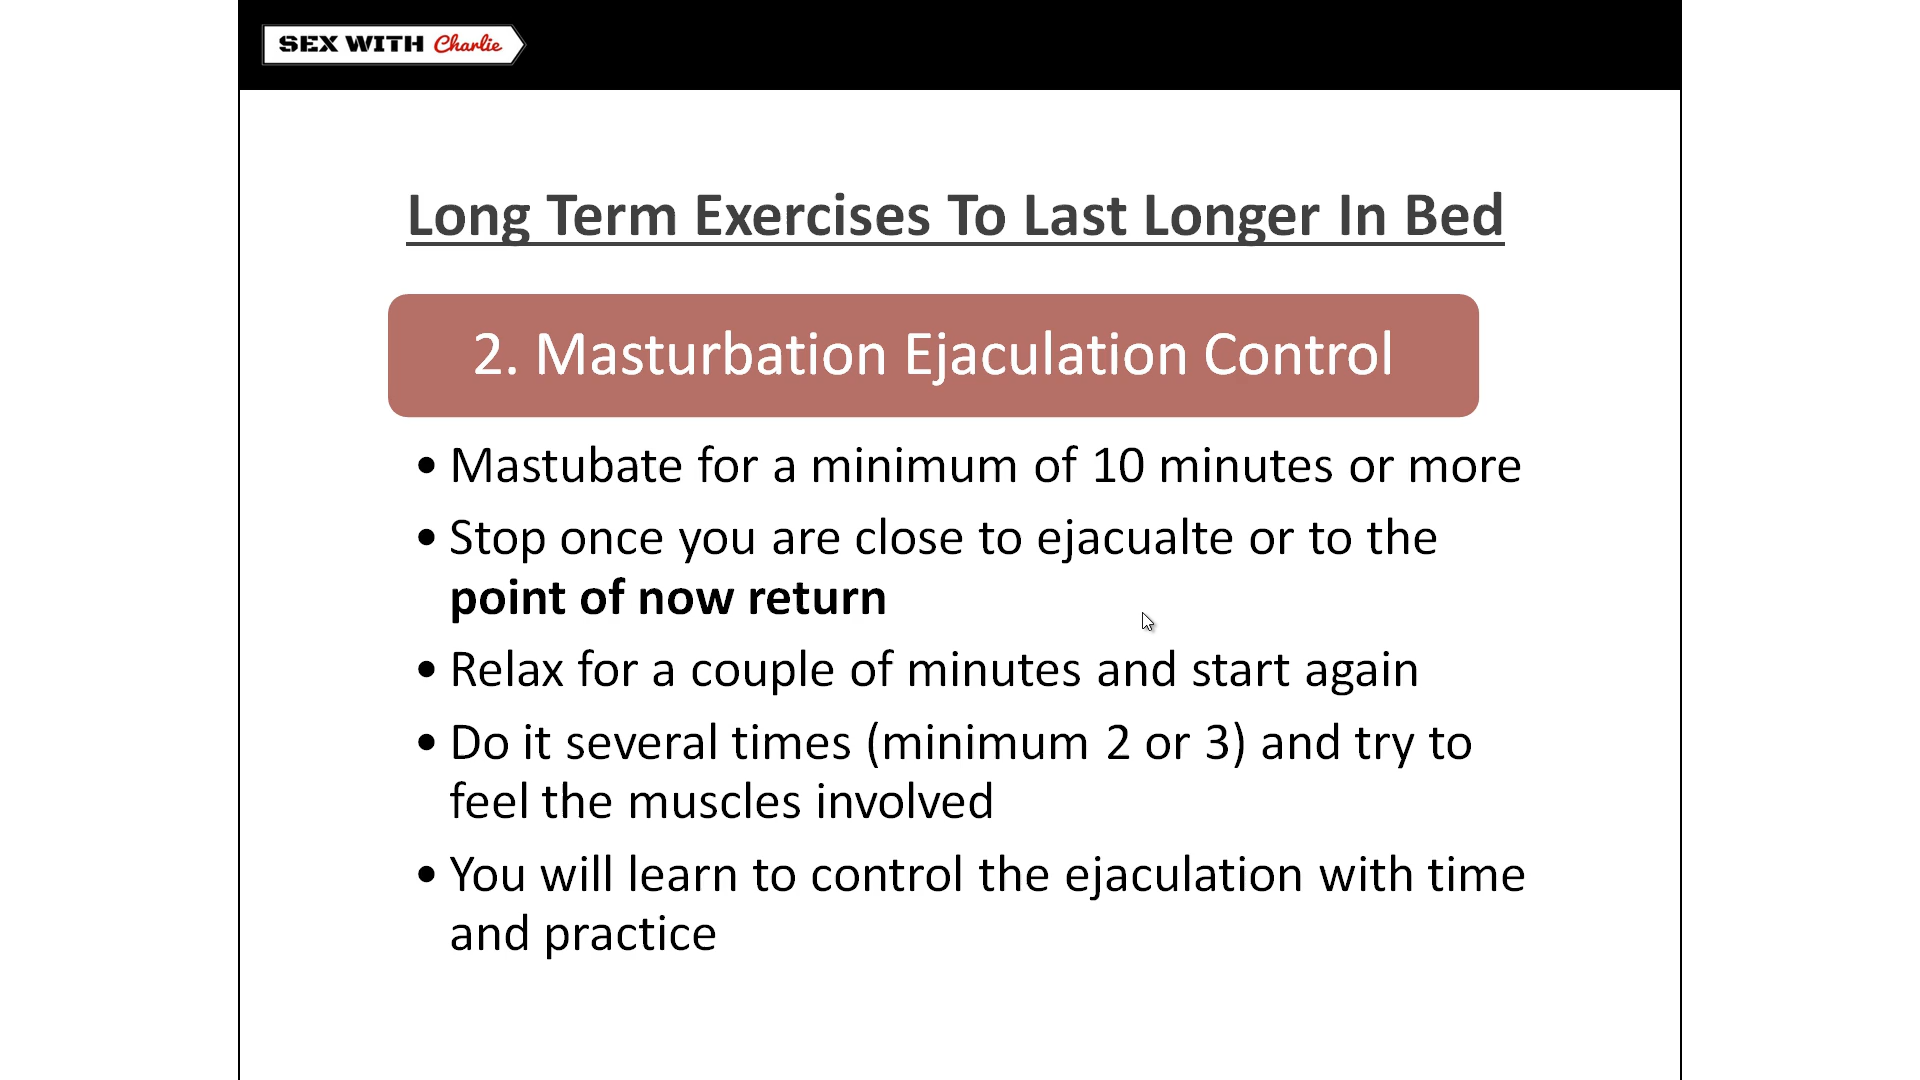 SEX WITH Charlie
Long Term Exercises To Last Longer In Bed
2. Masturbation Ejaculation Control
• Mastubate for a minimum of 10 minutes or more
• Stop once you are close to ejacualte or to the
point of now return
• Relax for a couple of minutes and start again
• Do it several times (minimum 2 or 3) and try to
feel the muscles involved
• You will learn to control the ejaculation with time
and practice